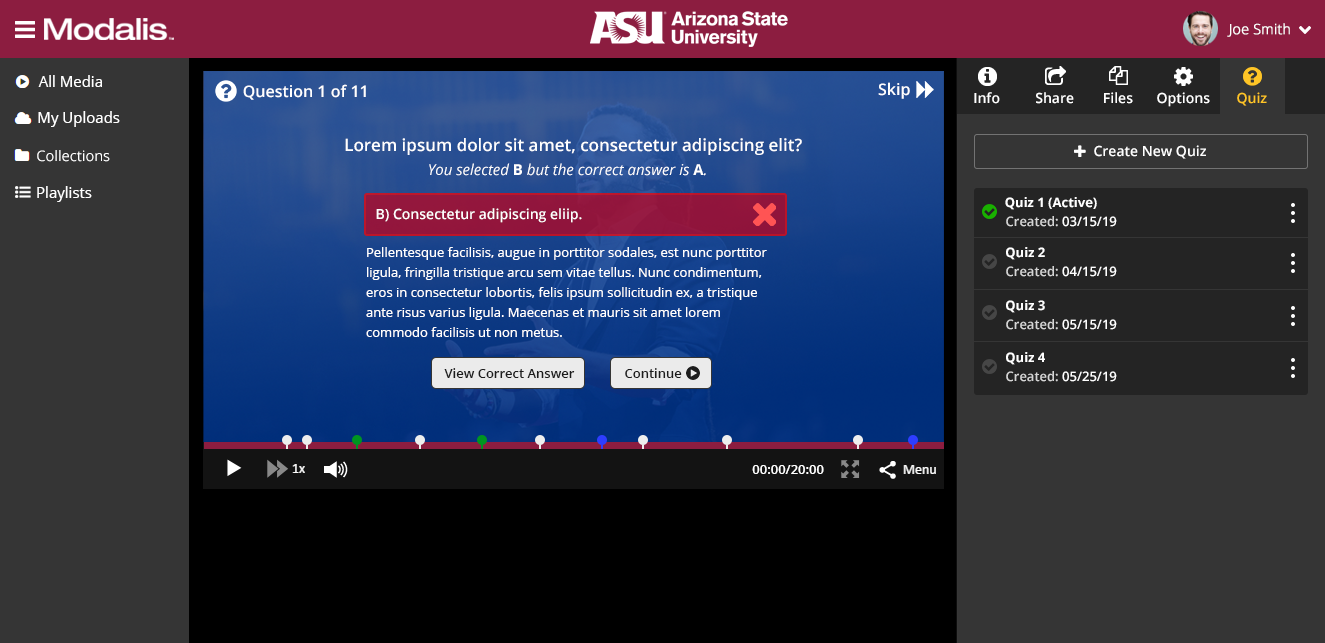 Modalis™
Arizona State
University
ASU
Joe Smith
All Media
My Uploads
Collections
Playlists
? Question 1 of 11
Skip
Lorem ipsum dolor sit amet, consectetur adipiscing elit?
You selected B but the correct answer is A.
B) Consectetur adipiscing eliip.
Pellentesque facilisis, augue in porttitor sodales, est nunc porttitor
ligula, fringilla tristique arcu sem vitae tellus. Nunc condimentum,
eros in consectetur lobortis, felis ipsum sollicitudin ex, a tristique
ante risus varius ligula. Maecenas et mauris sit amet lorem
commodo facilisis ut non metus.
View Correct Answer
Continue
1x
00:00/20:00
Menu
Info
Share
Files
Options
Quiz
Create New Quiz
Quiz 1 (Active)
Created: 03/15/19
Quiz 2
Created: 04/15/19
Quiz 3
Created: 05/15/19
Quiz 4
Created: 05/25/19